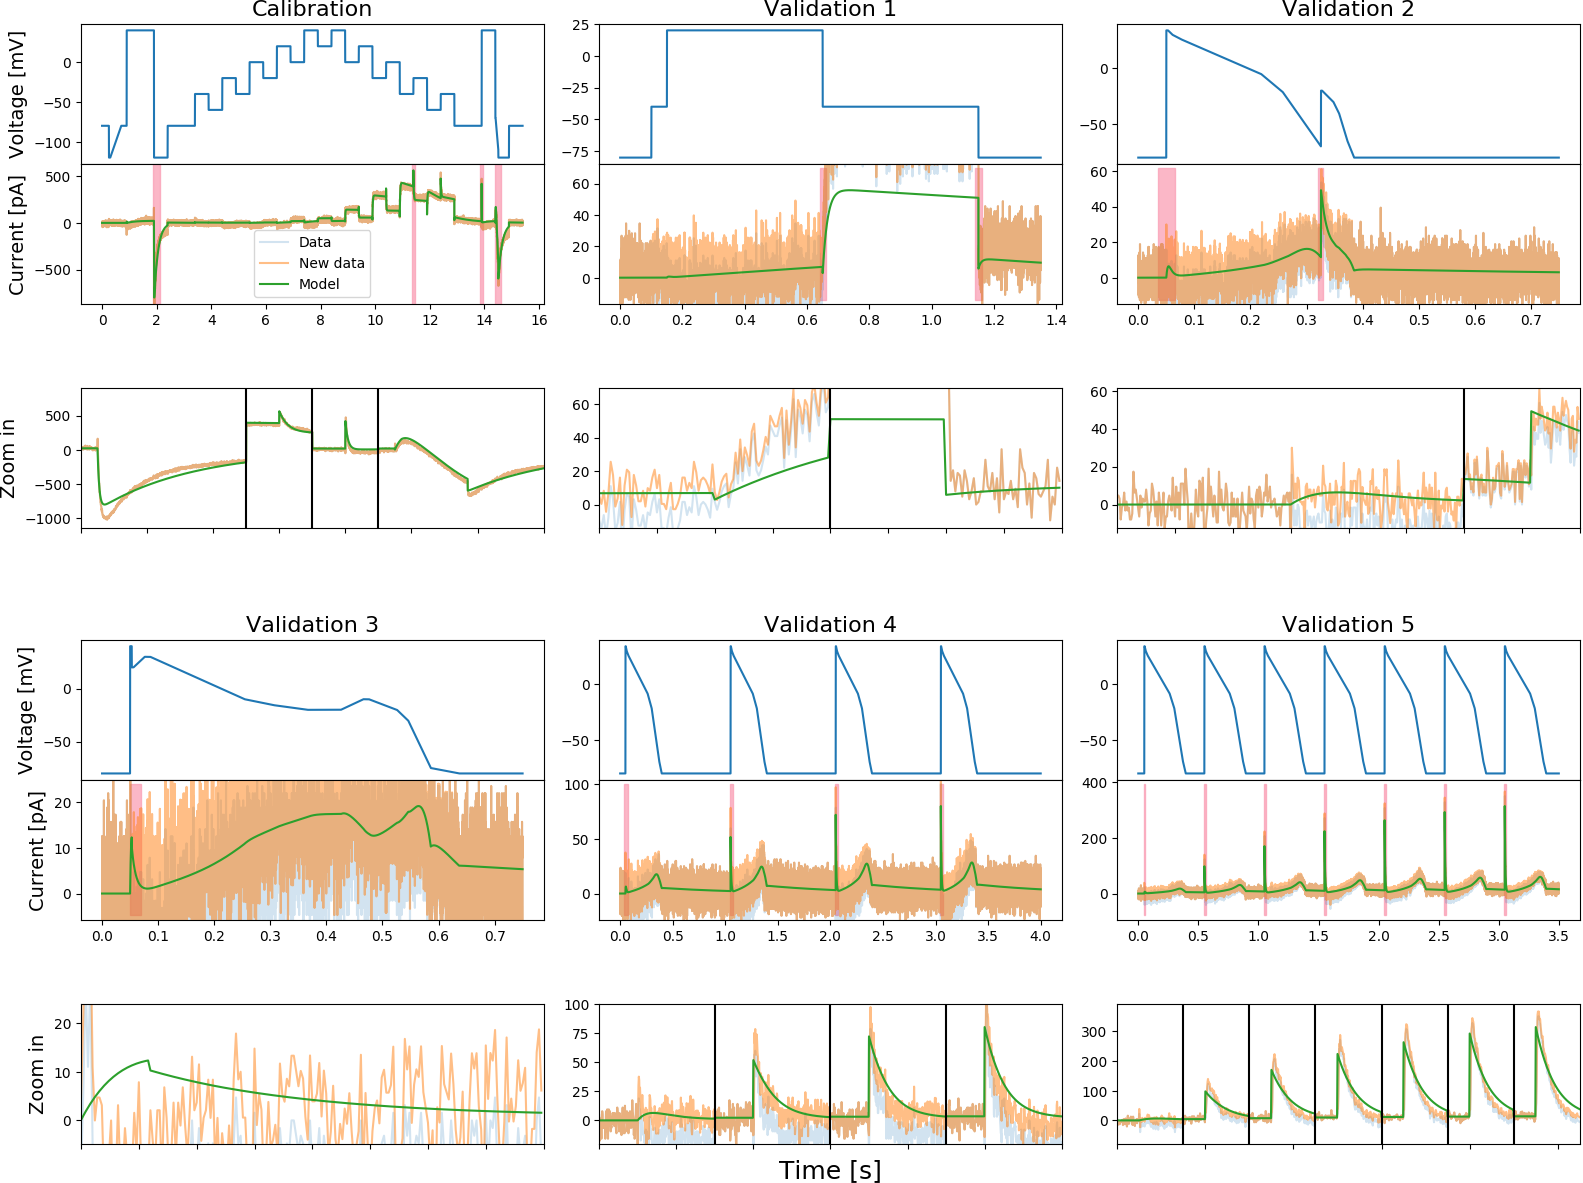 Calibration
Validation 1
Validation 2
Voltage [mV]
0
−50
−100
25
0
−25
−50
−75
0
−50
Current [pA]
500
0
−500
Data
New data
Model
60
40
20
0
60
40
20
0
0 2 4 6 8 10 12 14 16
0.0 0.2 0.4 0.6 0.8 1.0 1.2 1.4
0.0 0.1 0.2 0.3 0.4 0.5 0.6 0.7
Zoom in
500
0
−500
−1000
60
40
20
0
60
40
20
0
Validation 3
Validation 4
Validation 5
Voltage [mV]
0
−50
0
−50
0
−50
Current [pA]
20
10
0
100
50
0
400
200
0
0.0 0.1 0.2 0.3 0.4 0.5 0.6 0.7
0.0 0.5 1.0 1.5 2.0 2.5 3.0 3.5 4.0
0.0 0.5 1.0 1.5 2.0 2.5 3.0 3.5
Zoom in
20
10
0
100
75
50
25
0
300
200
100
0
Time [s]